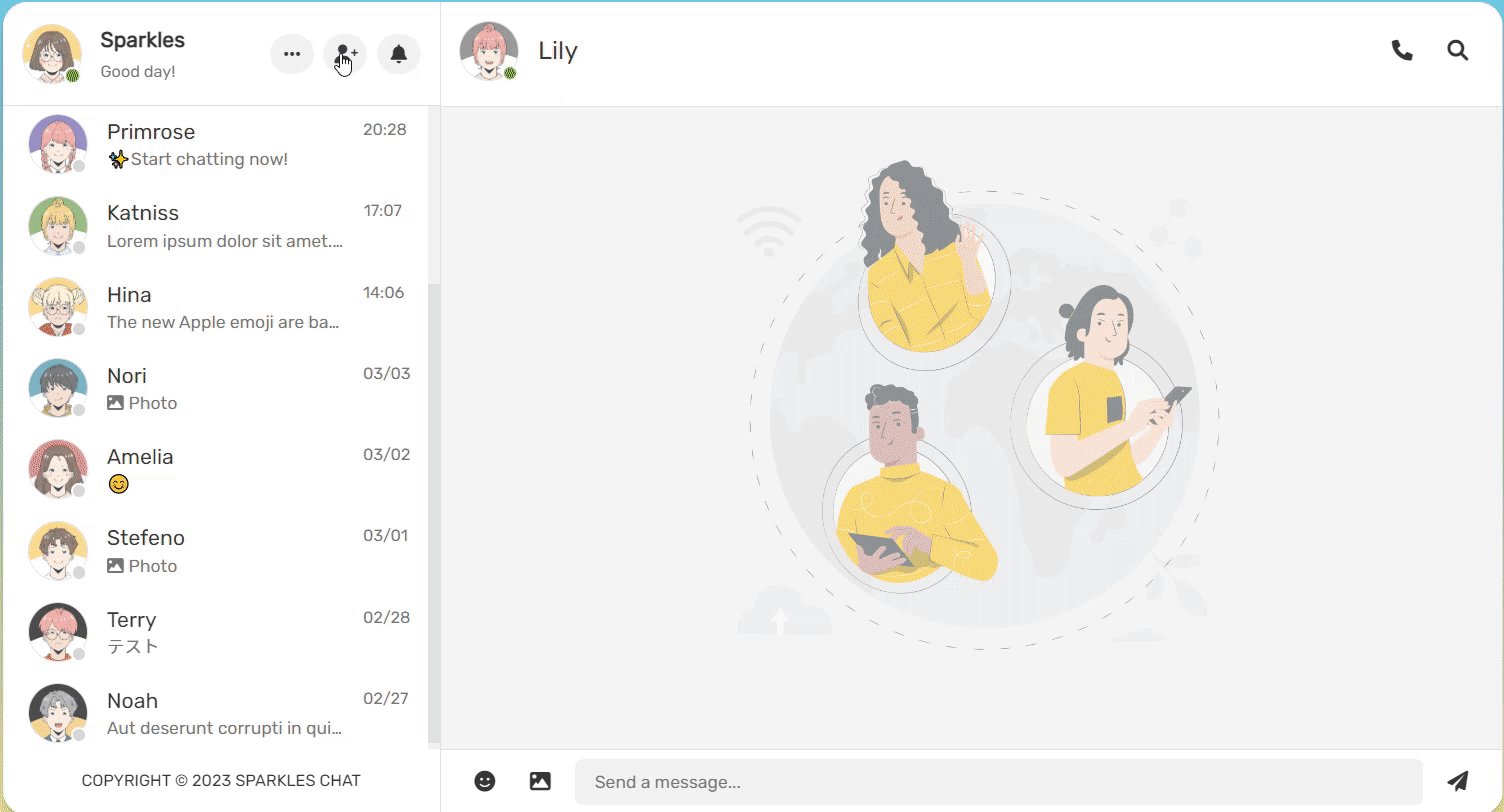 Sparkles
Good day!
Lily
Primrose 20:28
✨Start chatting now!
Katniss 17:07
Lorem ipsum dolor sit amet....
Hina 14:06
The new Apple emoji are ba...
Nori 03/03
Photo
Amelia 03/02
😊
Stefeno 03/01
Photo
Terry 02/28
テスト
Noah 02/27
Aut deserunt corrupti in qui...
COPYRIGHT © 2023 SPARKLES CHAT
Send a message...